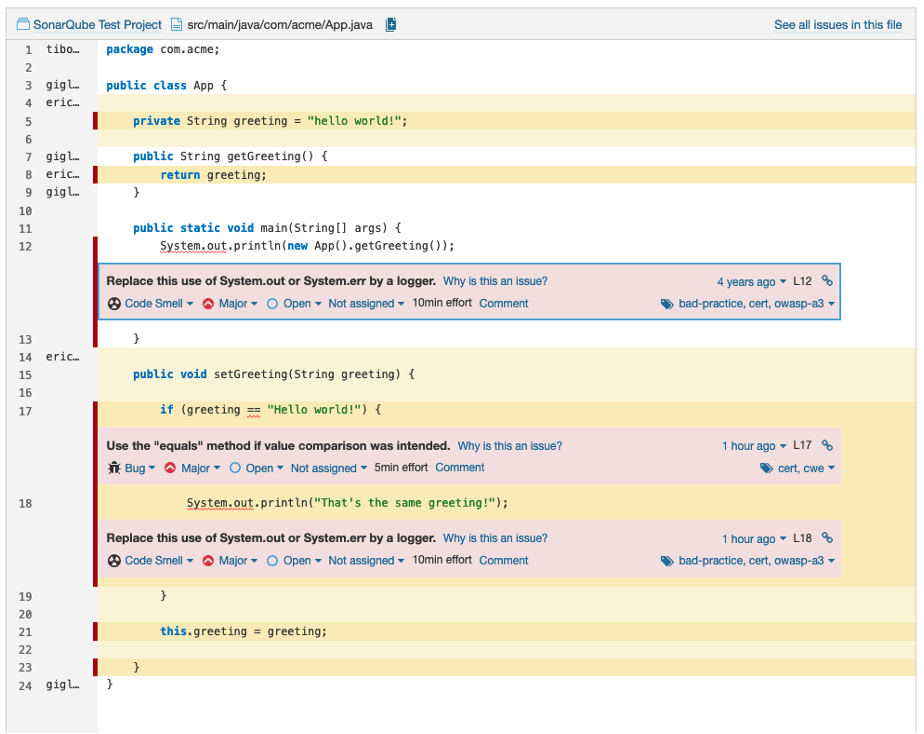 SonarQube Test Project src/main/java/com/acme/App.java See all issues in this file
1 tibo… package com.acme;
2
3 gigl… public class App {
4 eric…
5 private String greeting = "hello world!";
6
7 gigl… public String getGreeting() {
8 eric… return greeting;
9 gigl… }
10
11 public static void main(String[] args) {
12 System.out.println(new App().getGreeting());
Replace this use of System.out or System.err by a logger. Why is this an issue? 4 years ago L12
Code Smell Major Open Not assigned 10min effort Comment bad-practice, cert, owasp-a3
13 }
14 eric…
15 public void setGreeting(String greeting) {
16
17 if (greeting == "Hello world!") {
Use the "equals" method if value comparison was intended. Why is this an issue? 1 hour ago L17
Bug Major Open Not assigned 5min effort Comment cert, cwe
18 System.out.println("That's the same greeting!");
Replace this use of System.out or System.err by a logger. Why is this an issue? 1 hour ago L18
Code Smell Major Open Not assigned 10min effort Comment bad-practice, cert, owasp-a3
19 }
20
21 this.greeting = greeting;
22
23 }
24 gigl… }